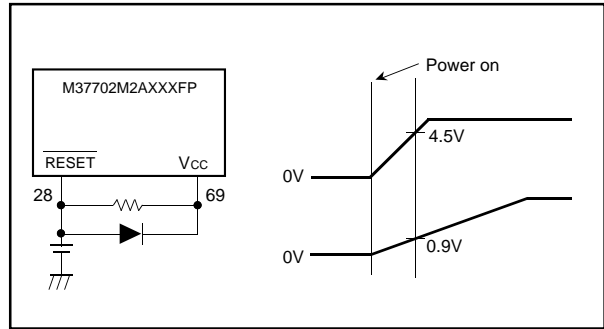 M37702M2AXXXFP
RESET VCC
28 69
Power on
4.5V
0V
0.9V
0V